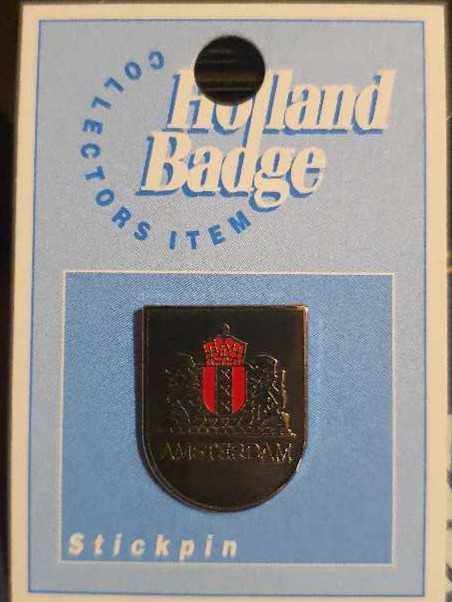 Holland
Badge
COLLECTORS ITEM
AMSTERDAM
Stickpin